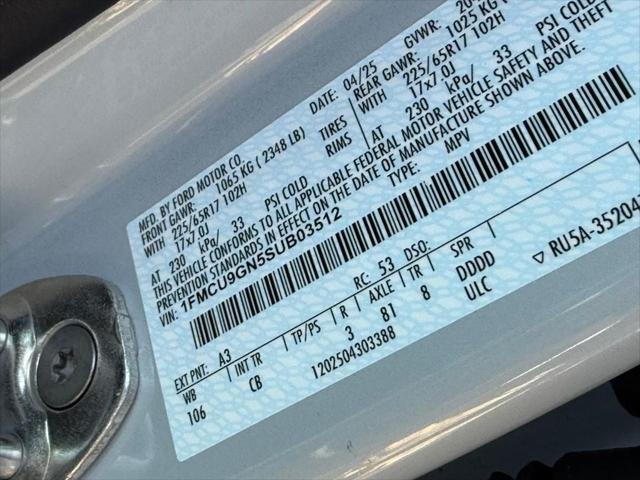 MFD. BY FORD MOTOR CO.
DATE: 04/25 GVWR: 20
FRONT GAWR: 1065 KG (2348 LB) REAR GAWR: 1025 KG
225/65R17 102H TIRES WITH 225/65R17 102H
17x7.0J RIMS 17x7.0J
AT 230 kPa/ 33 PSI COLD AT 230 kPa/ 33 PSI COLD
THIS VEHICLE CONFORMS TO ALL APPLICABLE FEDERAL MOTOR VEHICLE SAFETY AND THEFT
PREVENTION STANDARDS IN EFFECT ON THE DATE OF MANUFACTURE SHOWN ABOVE.
VIN: 1FMCU9GN5SUB03512 TYPE: MPV
EXT PNT: A3 RC: 53 DSO:
WB INT TR TP/PS R AXLE TR SPR
106 CB 3 81 8 DDDD
1202504303388 ULC
▽ RU5A-35204